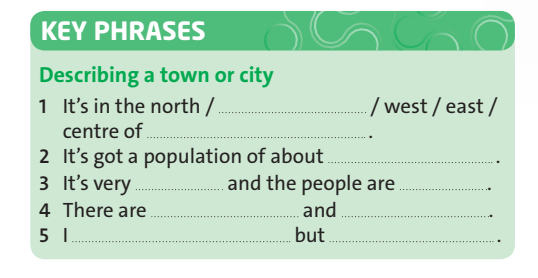 KEY PHRASES
Describing a town or city
1 It's in the north / ........................ / west / east /
centre of ........................ .
2 It's got a population of about ........................ .
3 It's very ........................ and the people are ........................ .
4 There are ........................ and ........................ .
5 I ........................ but ........................ .